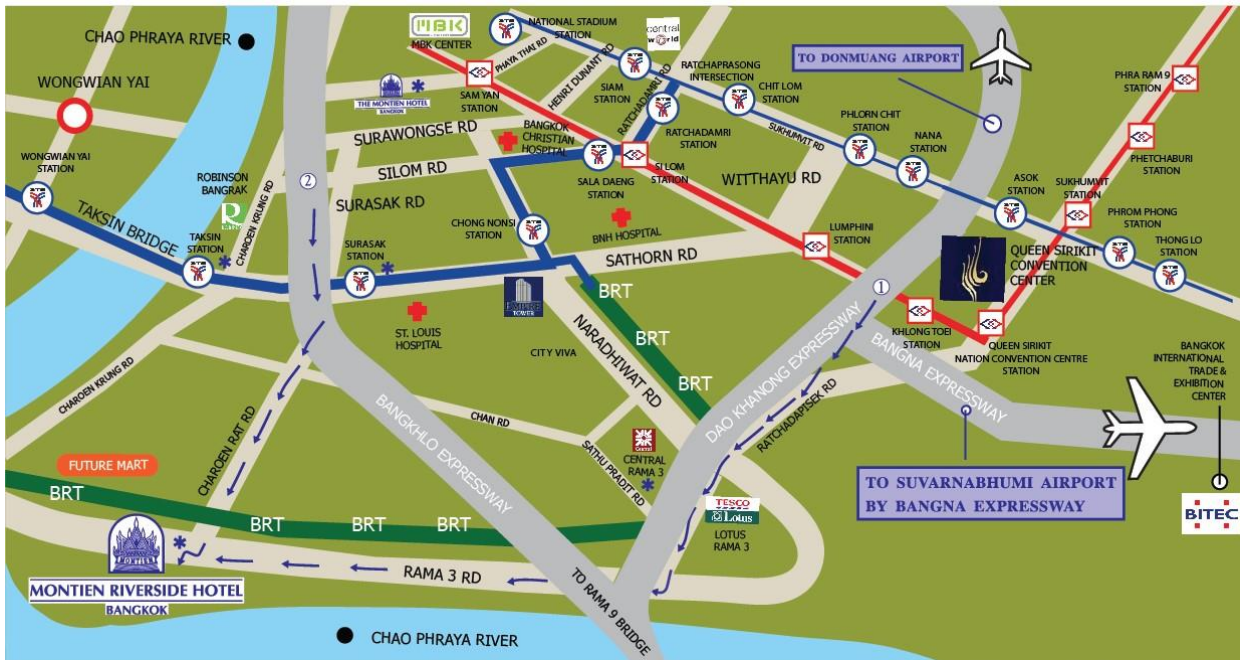 CHAO PHRAYA RIVER
MBK
MBK CENTER
NATIONAL STADIUM
STATION
central
world
PHAYA THAI RD
HENRI DUNANT RD
SIAM
STATION
RATCHADAMRI RD
RATCHAPRASONG
INTERSECTION
CHIT LOM
STATION
TO DONMUANG AIRPORT
PHRA RAM 9
STATION
WONGWIAN YAI
THE MONTIEN HOTEL
BANGKOK
SAM YAN
STATION
SURAWONGSE RD
BANGKOK
CHRISTIAN
HOSPITAL
RATCHADAMRI
STATION
SUKHUMVIT RD
PHLORN CHIT
STATION
NANA
STATION
PHETCHABURI
STATION
WONGWIAN YAI
STATION
ROBINSON
BANGRAK
R
CHAROEN KRUNG RD
2
SILOM RD
SALA DAENG
STATION
SI LOM
STATION
WITTHAYU RD
ASOK
STATION
SUKHUMVIT
STATION
SURASAK RD
CHONG NONSI
STATION
BNH HOSPITAL
LUMPHINI
STATION
PHROM PHONG
STATION
THONG LO
STATION
TAKSIN BRIDGE
TAKSIN
STATION
SURASAK
STATION
SATHORN RD
QUEEN SIRIKIT
CONVENTION
CENTER
EMPIRE
TOWER
BRT
1
ST. LOUIS
HOSPITAL
CITY VIVA
NARADHIWAT RD
BRT
BRT
DAO KHANONG EXPRESSWAY
BANGNA EXPRESSWAY
KHLONG TOEI
STATION
QUEEN SIRIKIT
NATION CONVENTION CENTRE
STATION
BANGKOK
INTERNATIONAL
TRADE &
EXHIBITION
CENTER
CHAROEN KRUNG RD
CHAROEN RAT RD
BANGKHLO EXPRESSWAY
CHAN RD
SATHU PRADIT RD
RATCHADAPISEK RD
Central
CENTRAL
RAMA 3
FUTURE MART
BRT
BRT
BRT
BRT
BRT
TESCO
Lotus
LOTUS
RAMA 3
TO SUVARNABHUMI AIRPORT
BY BANGNA EXPRESSWAY
BITEC
MONTIEN
MONTIEN RIVERSIDE HOTEL
BANGKOK
RAMA 3 RD
TO RAMA 9 BRIDGE
CHAO PHRAYA RIVER